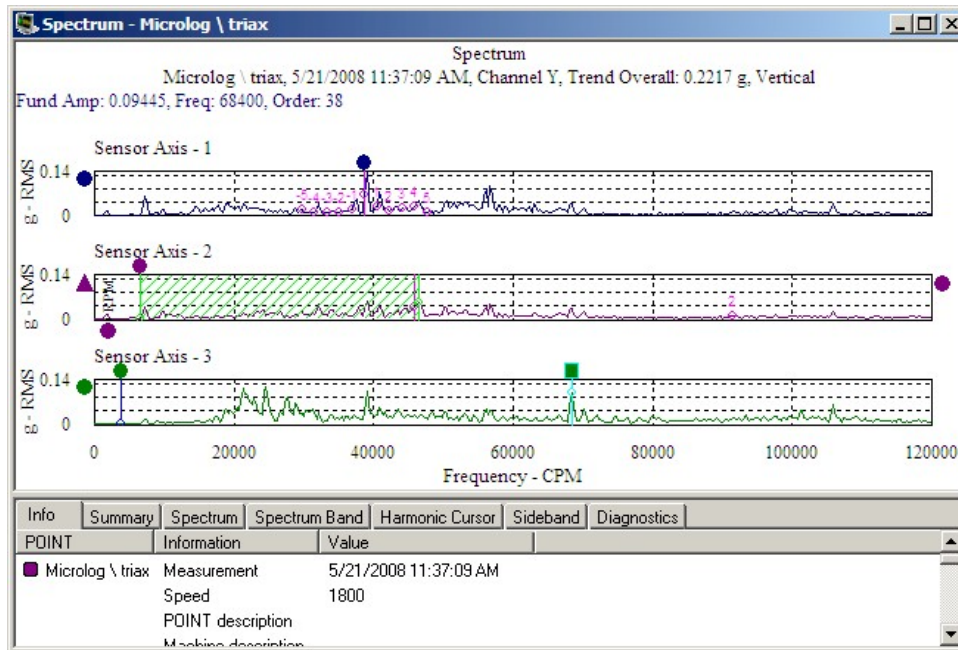 Spectrum - Microlog \ triax
Spectrum
Microlog \ triax, 5/21/2008 11:37:09 AM, Channel Y, Trend Overall: 0.2217 g, Vertical
Fund Amp: 0.09445, Freq: 68400, Order: 38
Sensor Axis - 1
g - RMS
0.14
0
Sensor Axis - 2
g - RMS
0.14
0
RPM
2
Sensor Axis - 3
g - RMS
0.14
0
0 20000 40000 60000 80000 100000 120000
Frequency - CPM
Info Summary Spectrum Spectrum Band Harmonic Cursor Sideband Diagnostics
POINT Information Value
Microlog \ triax Measurement 5/21/2008 11:37:09 AM
Speed 1800
POINT description
Machine description